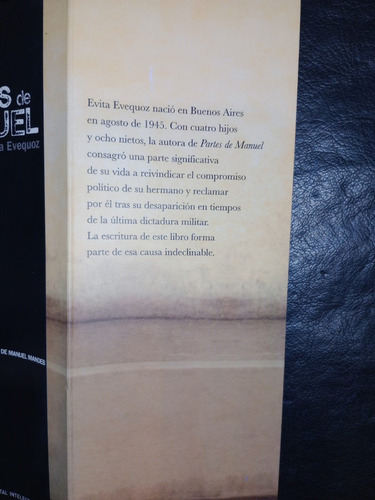 S de
UEL
a Evequoz
Evita Evequoz nació en Buenos Aires
en agosto de 1945. Con cuatro hijos
y ocho nietos, la autora de Partes de Manuel
consagró una parte significativa
de su vida a reivindicar el compromiso
político de su hermano y reclamar
por él tras su desaparición en tiempos
de la última dictadura militar.
La escritura de este libro forma
parte de esa causa indeclinable.
DE MANUEL MANDEB
TAL INTELE